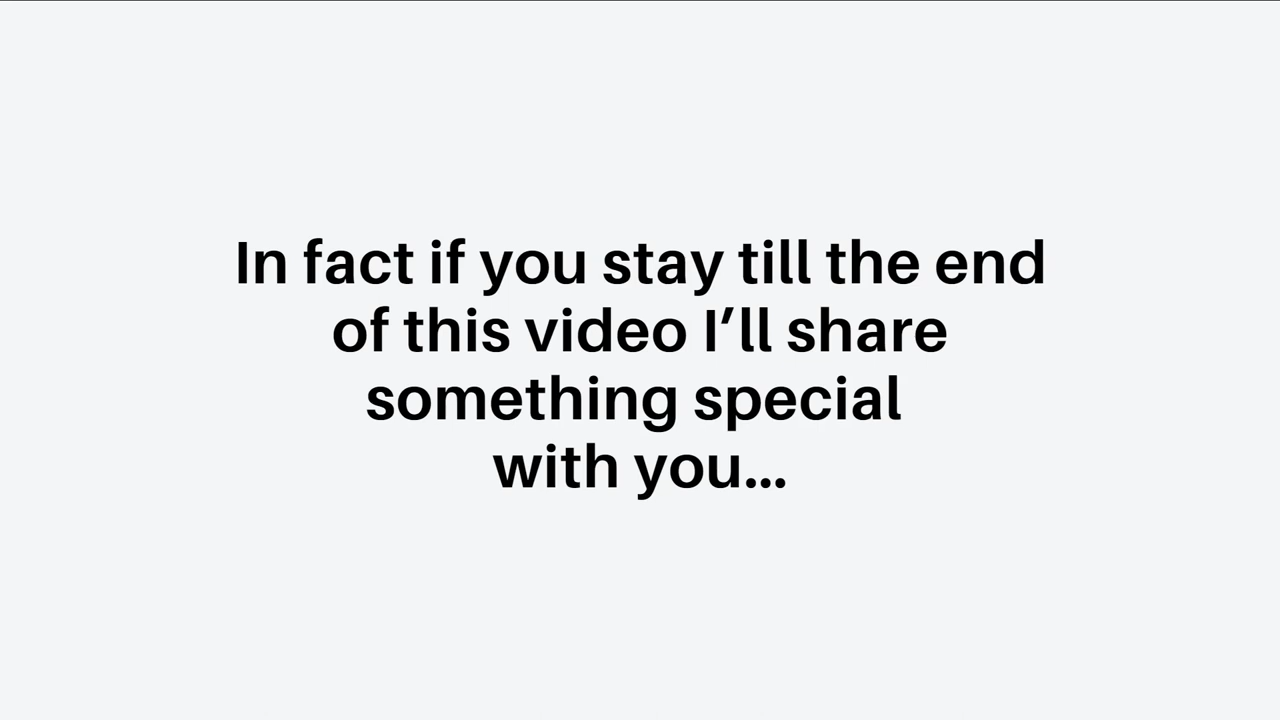 In fact if you stay till the end
of this video I’ll share
something special
with you...